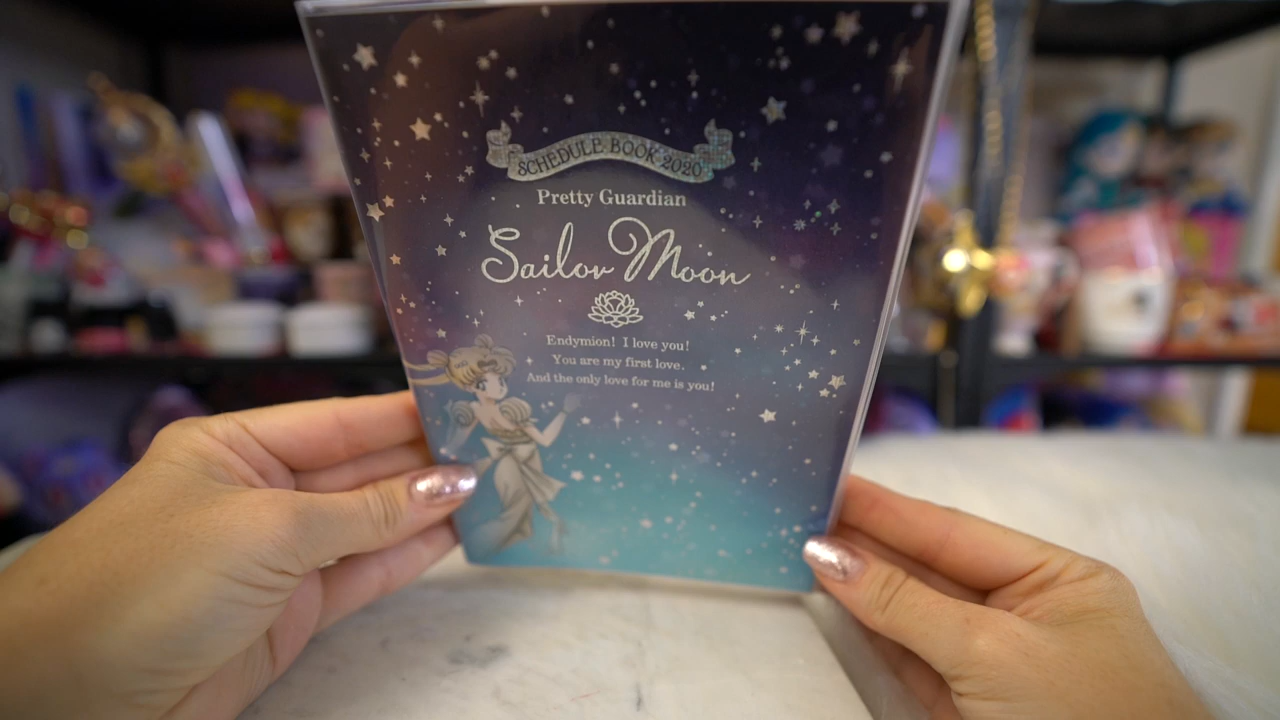 SCHEDULE BOOK 2020
Pretty Guardian
Sailor Moon
Endymion! I love you!
You are my first love.
And the only love for me is you!